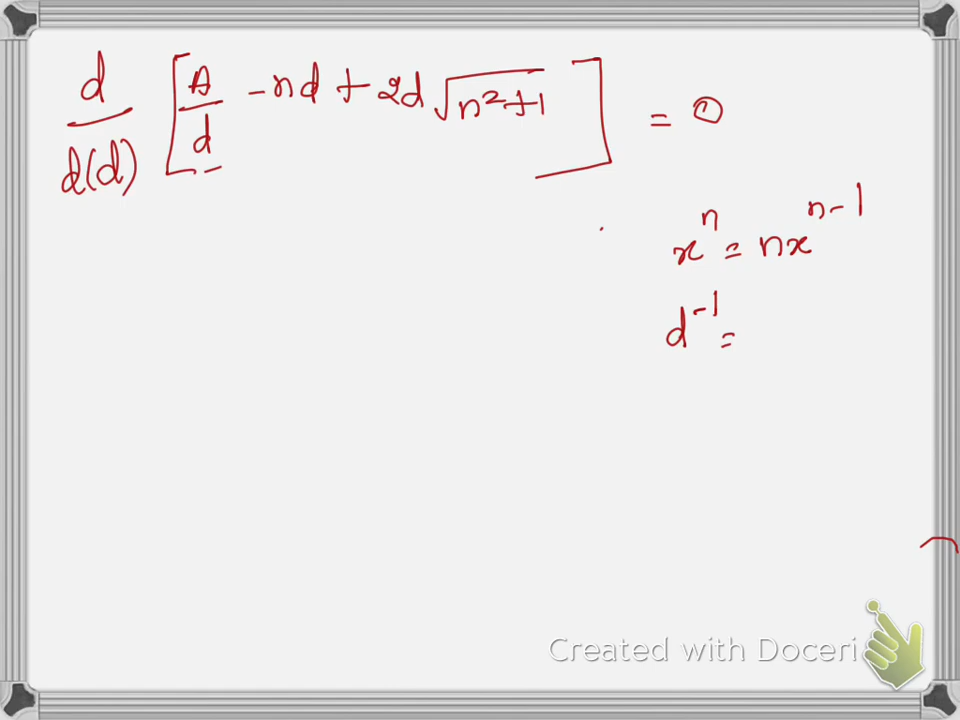 d/d(d) [A/d - nd + 2d√(n²+1)] = 0
xⁿ = nxⁿ⁻¹
d⁻¹ =
Created with Doceri